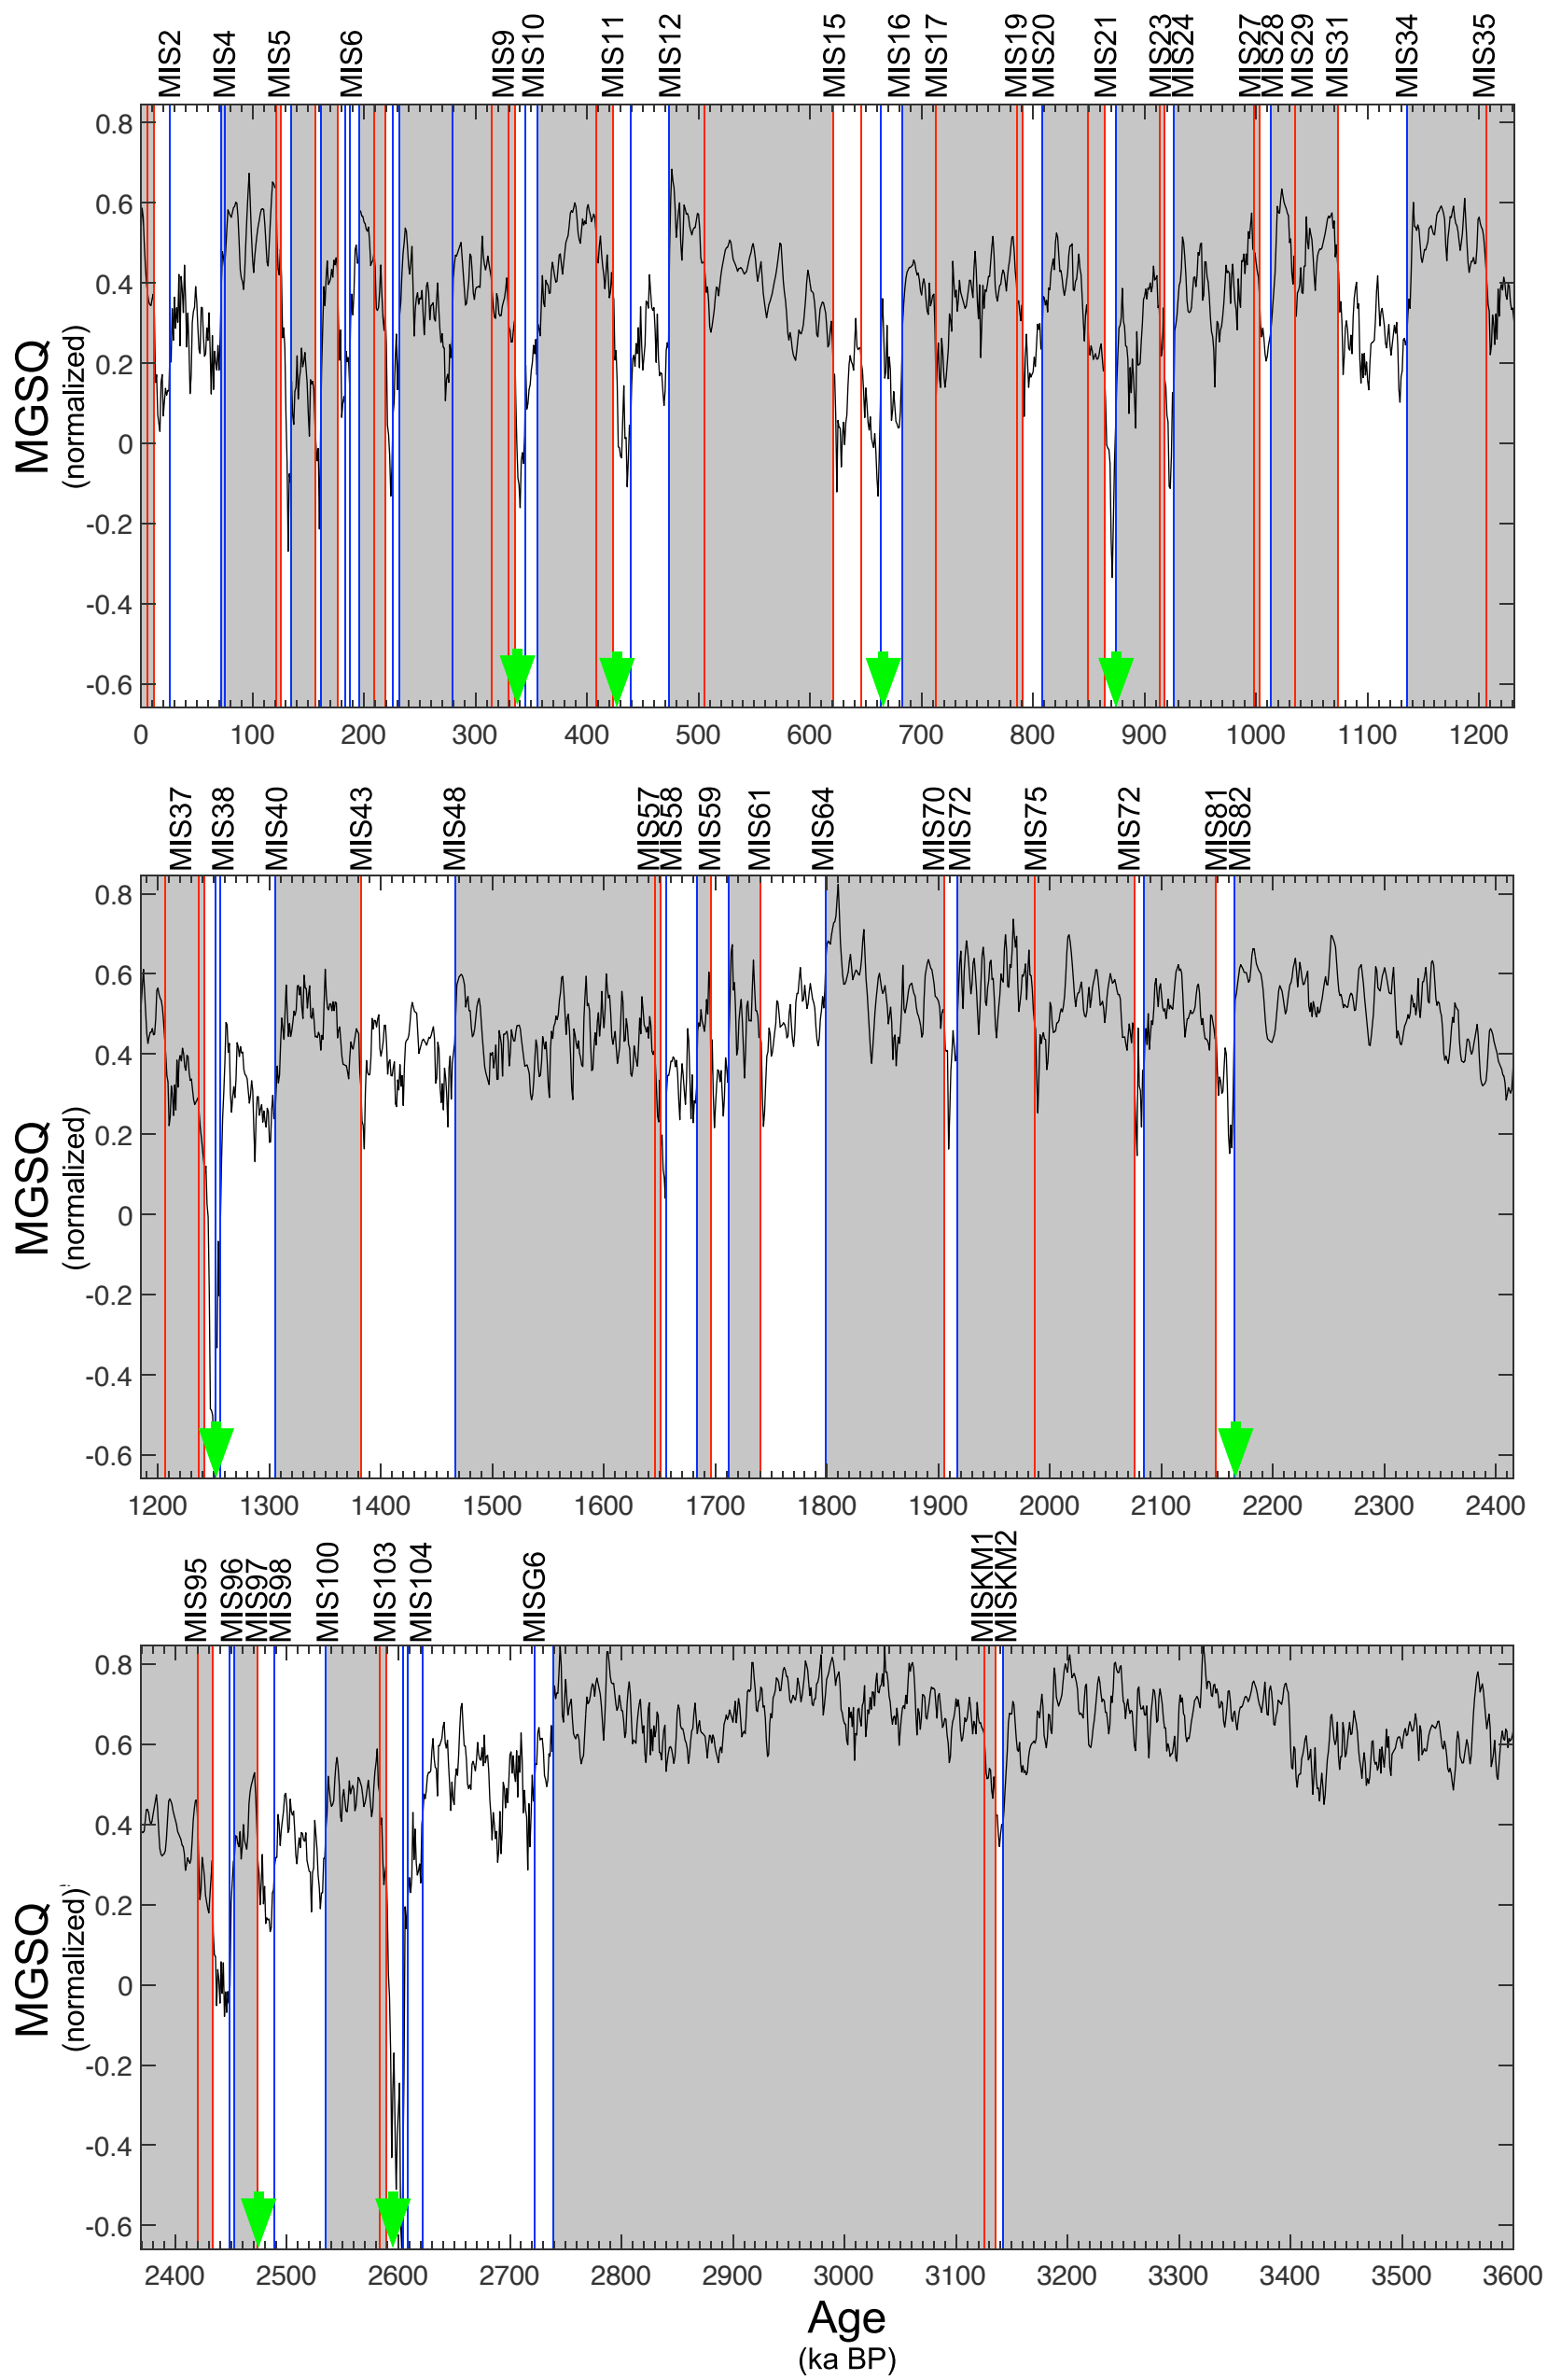 MIS2 MIS4 MIS5 MIS6 MIS9 MIS10 MIS11 MIS12 MIS15 MIS16 MIS17 MIS19 MIS20 MIS21 MIS23 MIS24 MIS27 MIS28 MIS29 MIS31 MIS34 MIS35
MGSQ
(normalized)
0.8
0.6
0.4
0.2
0
-0.2
-0.4
-0.6
0 100 200 300 400 500 600 700 800 900 1000 1100 1200
MIS37 MIS38 MIS40 MIS43 MIS48 MIS57 MIS58 MIS59 MIS61 MIS64 MIS70 MIS72 MIS75 MIS72 MIS81 MIS82
MGSQ
(normalized)
0.8
0.6
0.4
0.2
0
-0.2
-0.4
-0.6
1200 1300 1400 1500 1600 1700 1800 1900 2000 2100 2200 2300 2400
MIS95 MIS96 MIS97 MIS98 MIS100 MIS103 MIS104 MISG6 MISKM1 MISKM2
MGSQ
(normalized)
0.8
0.6
0.4
0.2
0
-0.2
-0.4
-0.6
2400 2500 2600 2700 2800 2900 3000 3100 3200 3300 3400 3500 3600
Age
(ka BP)